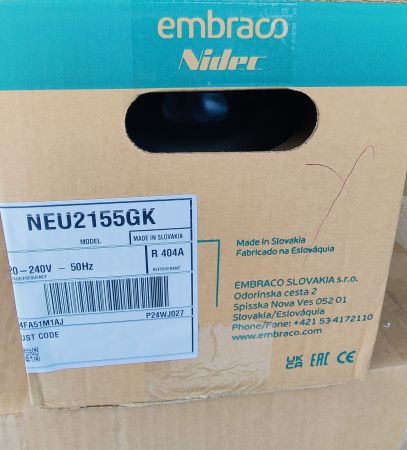 embraco
Nidec
NEU2155GK
MODEL
MADE IN SLOVAKIA
20-240V - 50Hz
R 404A
REFRIGERANT
4FA51M1AJ
P24WJ027
UST CODE
Made in Slovakia
Fabricado na Eslováquia
EMBRACO SLOVAKIA s.r.o.
Odorinska cesta 2
Spisska Nova Ves 052 01
Slovakia/Eslováquia
Phone/Fone: +421 53 4172110
www.embraco.com
UK
CA
EAC
CE